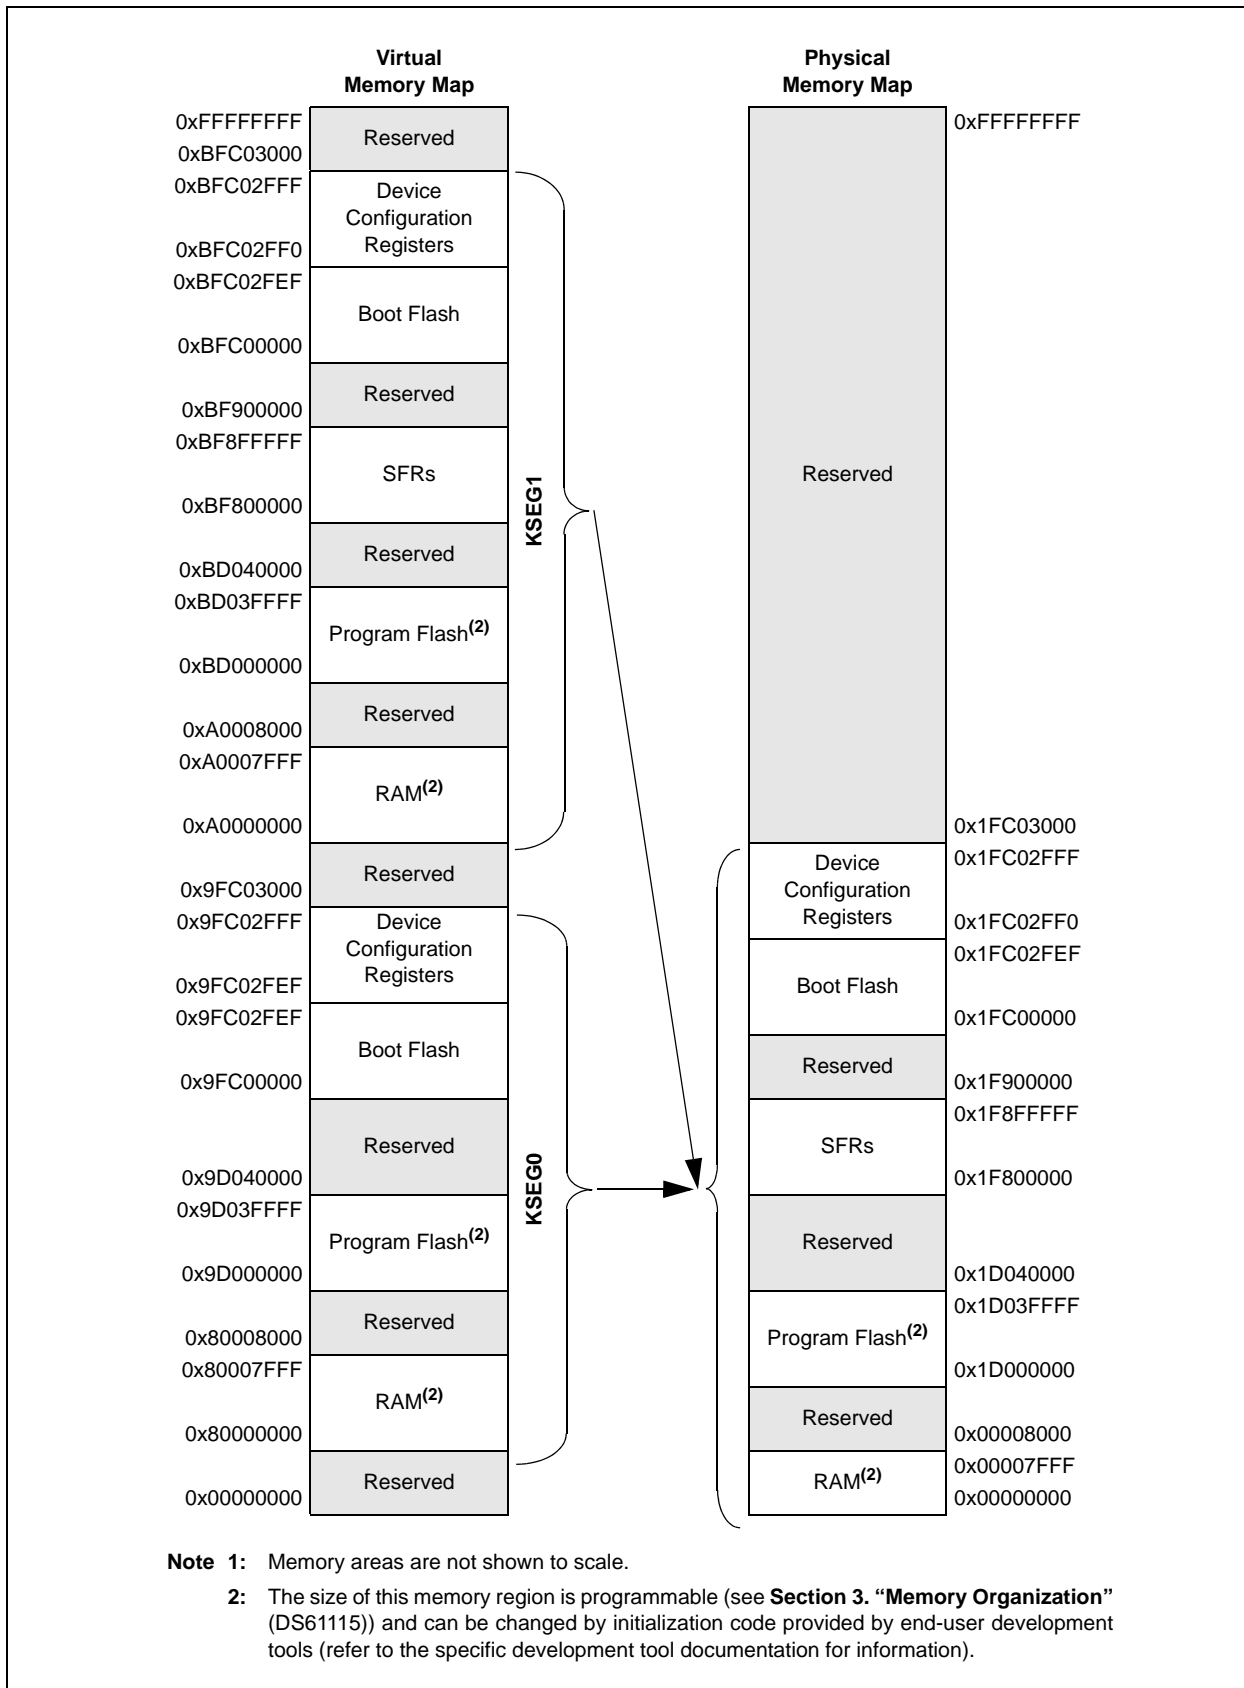 Virtual
Memory Map
0xFFFFFFFF
Reserved
0xBFC03000
0xBFC02FFF
Device
Configuration
Registers
0xBFC02FF0
0xBFC02FEF
Boot Flash
0xBFC00000
Reserved
0xBF900000
0xBF8FFFFF
SFRs
0xBF800000
Reserved
0xBD040000
0xBD03FFFF
Program Flash(2)
0xBD000000
Reserved
0xA0008000
0xA0007FFF
RAM(2)
0xA0000000
KSEG1
Reserved
0x9FC03000
0x9FC02FFF
Device
Configuration
Registers
0x9FC02FEF
0x9FC02FEF
Boot Flash
0x9FC00000
Reserved
0x9D040000
0x9D03FFFF
Program Flash(2)
0x9D000000
Reserved
0x80008000
0x80007FFF
RAM(2)
0x80000000
KSEG0
Reserved
0x00000000
Physical
Memory Map
0xFFFFFFFF
Reserved
0x1FC03000
0x1FC02FFF
Device
Configuration
Registers
0x1FC02FF0
0x1FC02FEF
Boot Flash
0x1FC00000
Reserved
0x1F900000
0x1F8FFFFF
SFRs
0x1F800000
Reserved
0x1D040000
0x1D03FFFF
Program Flash(2)
0x1D000000
Reserved
0x00008000
0x00007FFF
RAM(2)
0x00000000
Note 1: Memory areas are not shown to scale.
2: The size of this memory region is programmable (see Section 3. “Memory Organization”
(DS61115)) and can be changed by initialization code provided by end-user development
tools (refer to the specific development tool documentation for information).